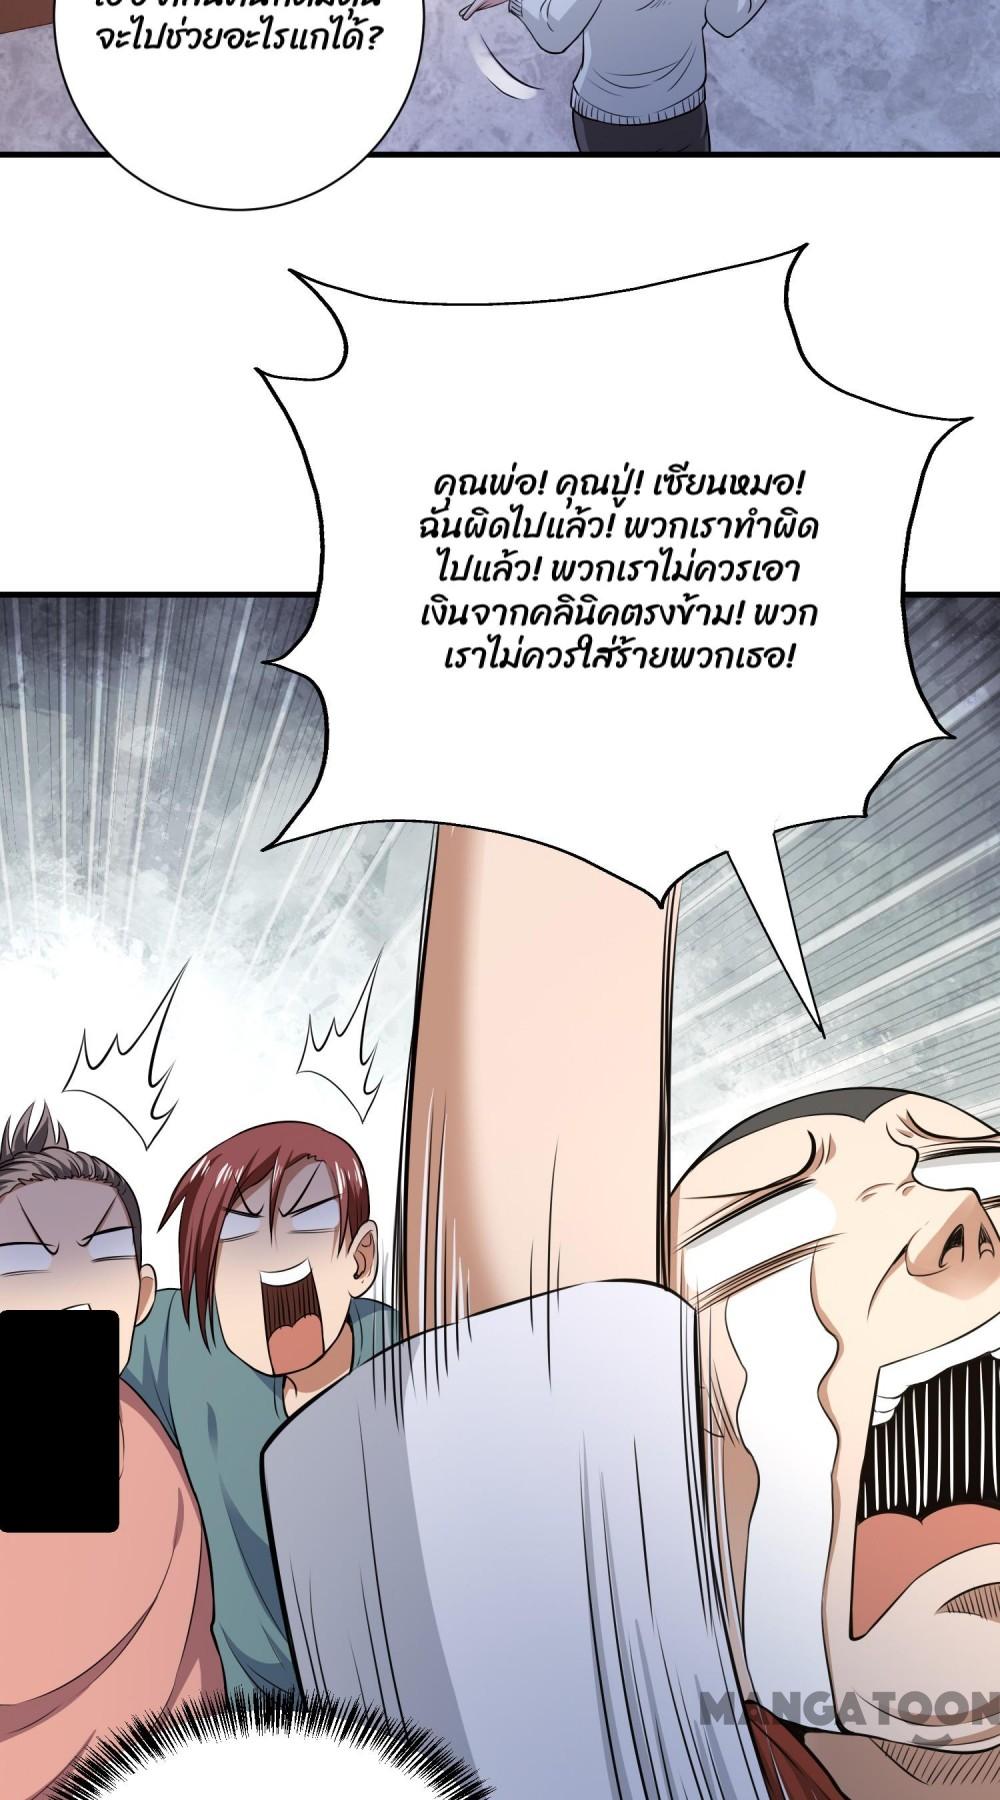 จะไปช่วยอะไรแกได้?
คุณพ่อ! คุณปู่! เซียนหมอ!
ฉันผิดไปแล้ว! พวกเราทำผิด
ไปแล้ว! พวกเราไม่ควรเอา
เงินจากคลินิคตรงข้าม! พวก
เราไม่ควรใส่ร้ายพวกเธอ!
MANGATOON